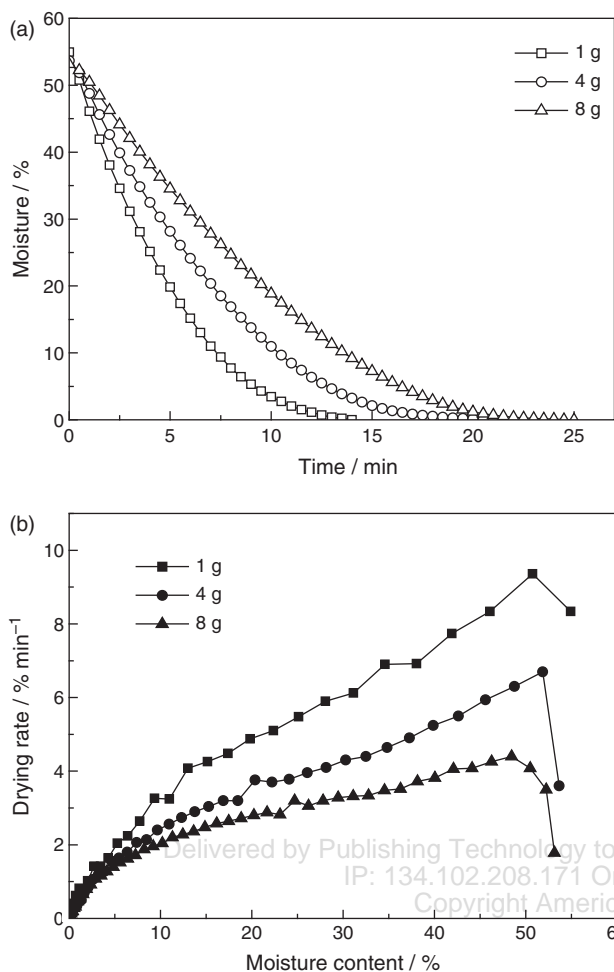 (a)
60
50
40
30
20
10
0
Moisture / %
1 g
4 g
8 g
0 5 10 15 20 25
Time / min
(b)
10
8
6
4
2
0
Drying rate / % min⁻¹
1 g
4 g
8 g
Delivered by Publishing Technology to
IP: 134.102.208.171 O
Copyright Americ
0 10 20 30 40 50 6
Moisture content / %